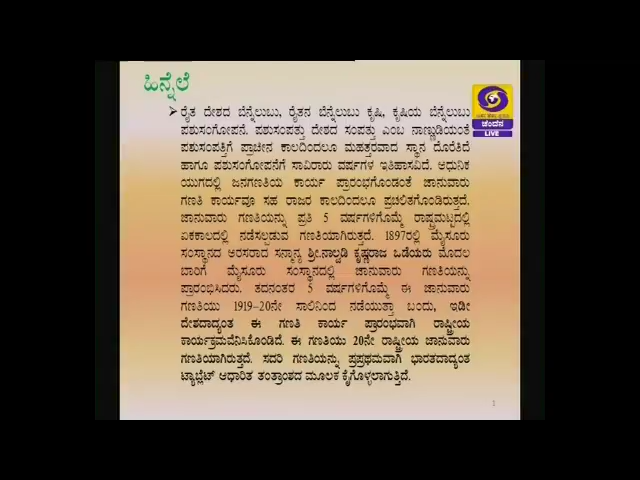 ಹಿನ್ನೆಲೆ
➤ರೈತ ದೇಶದ ಬೆನ್ನೆಲುಬು, ರೈತನ ಬೆನ್ನೆಲುಬು ಕೃಷಿ, ಕೃಷಿಯ ಬೆನ್ನೆಲುಬು
ಪಶುಸಂಗೋಪನೆ. ಪಶುಸಂಪತ್ತು ದೇಶದ ಸಂಪತ್ತು ಎಂಬ ನಾಣ್ಣುಡಿಯಂತೆ
ಪಶುಸಂಪತ್ತಿಗೆ ಪ್ರಾಚೀನ ಕಾಲದಿಂದಲೂ ಮಹತ್ತರವಾದ ಸ್ಥಾನ ದೊರೆತಿದೆ
ಹಾಗೂ ಪಶುಸಂಗೋಪನೆಗೆ ಸಾವಿರಾರು ವರ್ಷಗಳ ಇತಿಹಾಸವಿದೆ. ಆಧುನಿಕ
ಯುಗದಲ್ಲಿ ಜನಗಣತಿಯ ಕಾರ್ಯ ಪ್ರಾರಂಭಗೊಂಡಂತೆ ಜಾನುವಾರು
ಗಣತಿ ಕಾರ್ಯವೂ ಸಹ ರಾಜರ ಕಾಲದಿಂದಲೂ ಪ್ರಚಲಿತಗೊಂಡಿರುತ್ತದೆ.
ಜಾನುವಾರು ಗಣತಿಯನ್ನು ಪ್ರತಿ 5 ವರ್ಷಗಳಿಗೊಮ್ಮೆ ರಾಷ್ಟ್ರಮಟ್ಟದಲ್ಲಿ
ಏಕಕಾಲದಲ್ಲಿ ನಡೆಸಲ್ಪಡುವ ಗಣತಿಯಾಗಿರುತ್ತದೆ. 1897ರಲ್ಲಿ ಮೈಸೂರು
ಸಂಸ್ಥಾನದ ಅರಸರಾದ ಸನ್ಮಾನ್ಯ ಶ್ರೀ.ನಾಲ್ವಡಿ ಕೃಷ್ಣರಾಜ ಒಡೆಯರು ಮೊದಲ
ಬಾರಿಗೆ ಮೈಸೂರು ಸಂಸ್ಥಾನದಲ್ಲಿ ಜಾನುವಾರು ಗಣತಿಯನ್ನು
ಪ್ರಾರಂಭಿಸಿದರು. ತದನಂತರ 5 ವರ್ಷಗಳಿಗೊಮ್ಮೆ ಈ ಜಾನುವಾರು
ಗಣತಿಯು 1919–20ನೇ ಸಾಲಿನಿಂದ ನಡೆಯುತ್ತಾ ಬಂದು, ಇಡೀ
ದೇಶದಾದ್ಯಂತ ಈ ಗಣತಿ ಕಾರ್ಯ ಪ್ರಾರಂಭವಾಗಿ ರಾಷ್ಟ್ರೀಯ
ಕಾರ್ಯಕ್ರಮವೆನಿಸಿಕೊಂಡಿದೆ. ಈ ಗಣತಿಯು 20ನೇ ರಾಷ್ಟ್ರೀಯ ಜಾನುವಾರು
ಗಣತಿಯಾಗಿರುತ್ತದೆ. ಸದರಿ ಗಣತಿಯನ್ನು ಪ್ರಪ್ರಥಮವಾಗಿ ಭಾರತದಾದ್ಯಂತ
ಟ್ಯಾಬ್ಲೆಟ್ ಆಧಾರಿತ ತಂತ್ರಾಂಶದ ಮೂಲಕ ಕೈಗೊಳ್ಳಲಾಗುತ್ತಿದೆ.
ಚಂದನ
LIVE
1